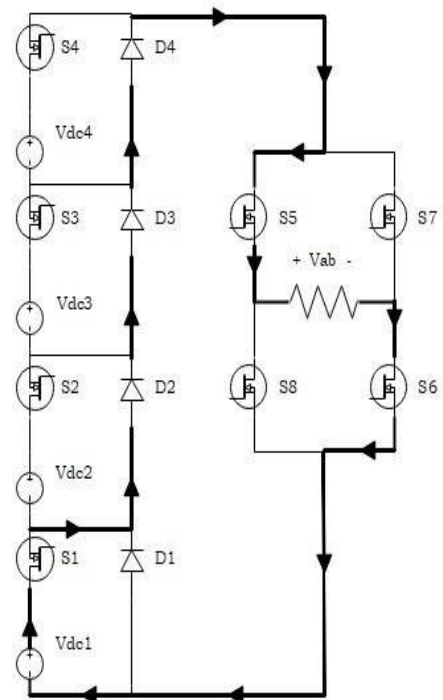 S4 D4
Vdc4
S3 D3
S5 S7
+ Vab -
Vdc3
S2 D2
S8 S6
Vdc2
S1 D1
Vdc1